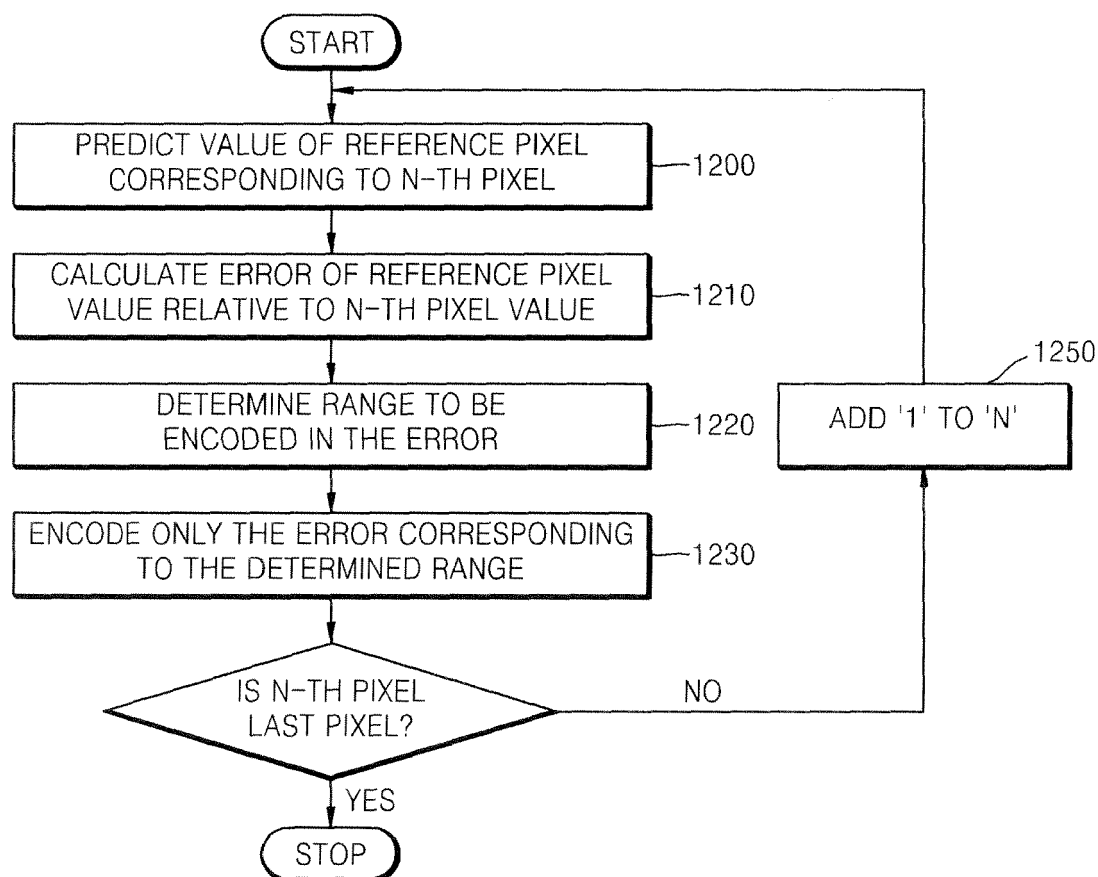 START
PREDICT VALUE OF REFERENCE PIXEL
CORRESPONDING TO N-TH PIXEL
1200
CALCULATE ERROR OF REFERENCE PIXEL
VALUE RELATIVE TO N-TH PIXEL VALUE
1210
DETERMINE RANGE TO BE
ENCODED IN THE ERROR
1220
1250
ADD '1' TO 'N'
ENCODE ONLY THE ERROR CORRESPONDING
TO THE DETERMINED RANGE
1230
IS N-TH PIXEL
LAST PIXEL?
NO
YES
STOP